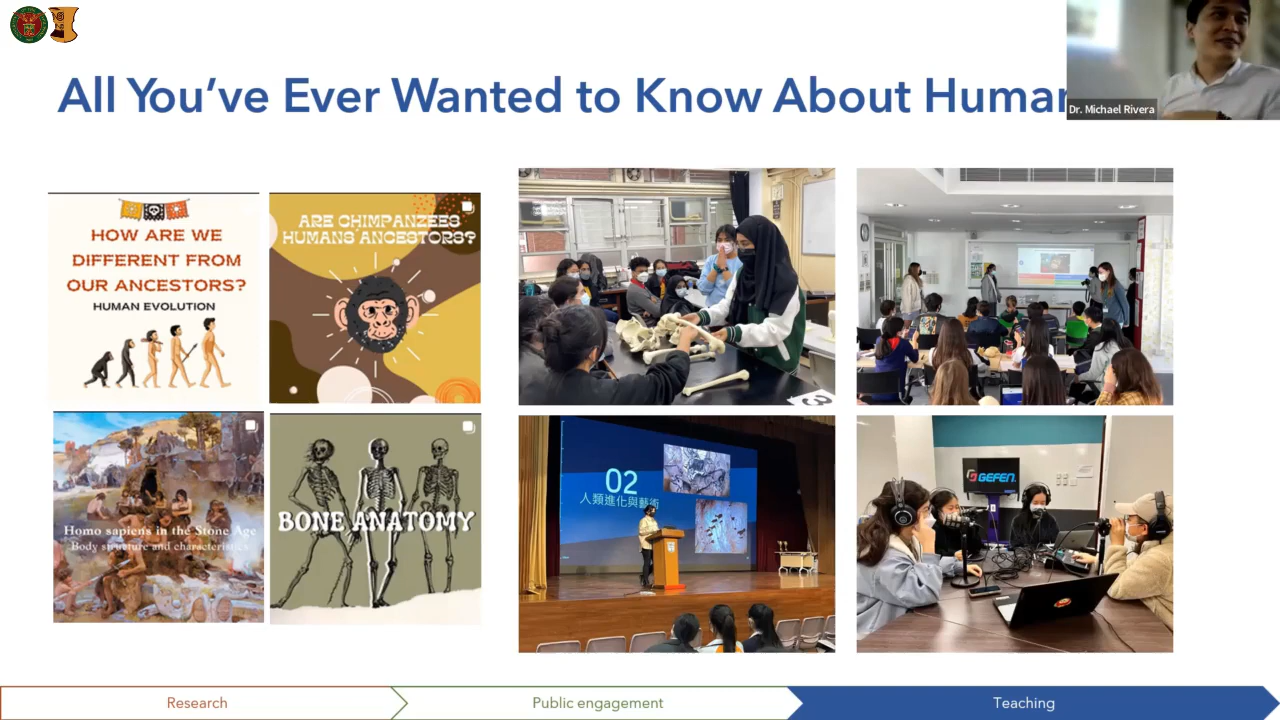 All You've Ever Wanted to Know About Human
Dr. Michael Rivera
HOW ARE WE
DIFFERENT FROM
OUR ANCESTORS?
HUMAN EVOLUTION
ARE CHIMPANZEES
HUMANS' ANCESTORS?
Homo sapiens in the Stone Age
Body structure and characteristics
BONE ANATOMY
02
人類進化與藝術
GEFEN
Research
Public engagement
Teaching